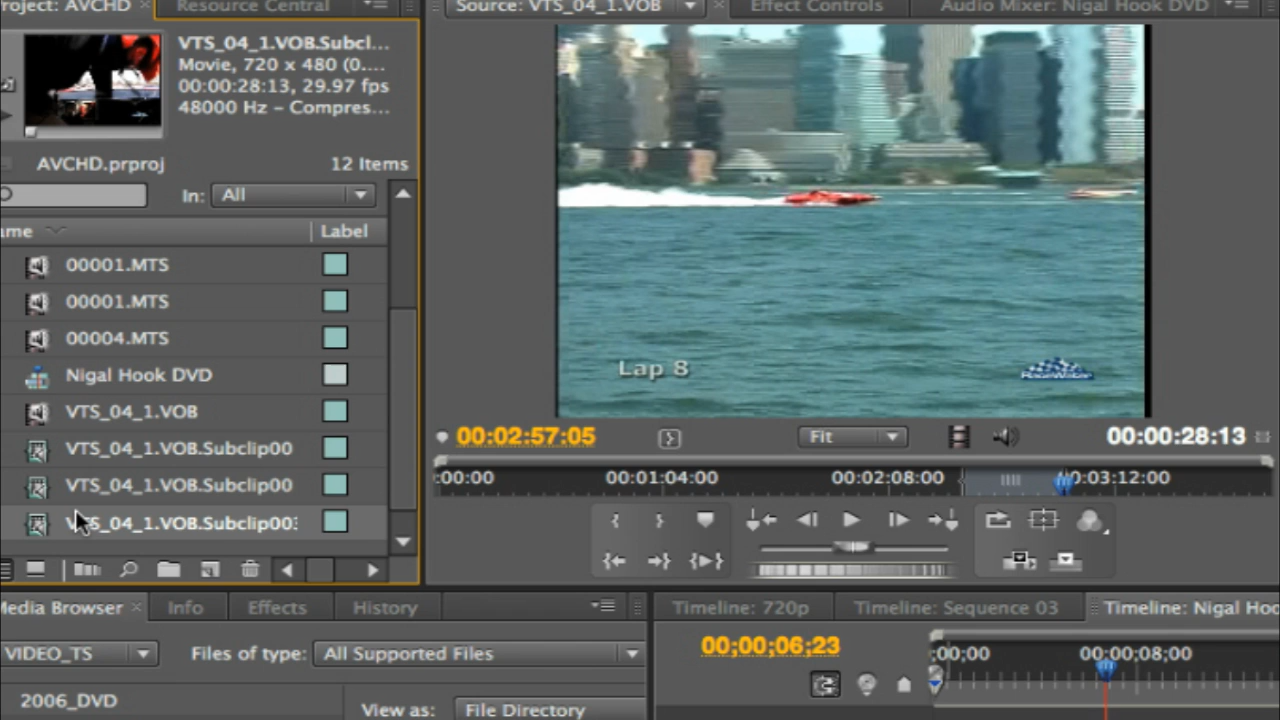 Project: AVCHD
Resource Central
Source: VTS_04_1.VOB
Effect Controls
Audio Mixer: Nigal Hook DVD
VTS_04_1.VOB.Subcl...
Movie, 720 x 480 (0....
00:00:28:13, 29.97 fps
48000 Hz – Compres...
AVCHD.prproj
12 Items
In:
All
ame
Label
00001.MTS
00001.MTS
00004.MTS
Nigal Hook DVD
VTS_04_1.VOB
VTS_04_1.VOB.Subclip00
VTS_04_1.VOB.Subclip00
VTS_04_1.VOB.Subclip003
Lap 8
RaceWorld
00:02:57:05
Fit
00:00:28:13
:00:00
00:01:04:00
00:02:08:00
0:03:12:00
Media Browser
Info
Effects
History
VIDEO_TS
Files of type:
All Supported Files
2006_DVD
View as:
File Directory
Timeline: 720p
Timeline: Sequence 03
Timeline: Nigal Hoo
00;00;06;23
;00;00
00;00;08;00